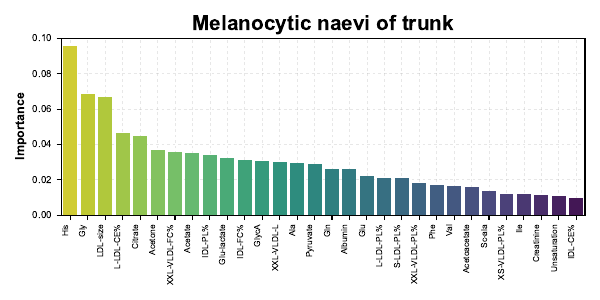 Melanocytic naevi of trunk
Importance
0.10
0.08
0.06
0.04
0.02
0.00
His
Gly
LDL-size
L-LDL-CE%
Citrate
Acetone
XXL-VLDL-FC%
Acetate
IDL-PL%
Glu-lactate
IDL-FC%
GlycA
XXL-VLDL-L
Ala
Pyruvate
Gln
Albumin
Glu
L-LDL-PL%
S-LDL-PL%
XXL-VLDL-PL%
Phe
Val
Acetoacetate
Sc-ala
XS-VLDL-PL%
Ile
Creatinine
Unsaturation
IDL-CE%